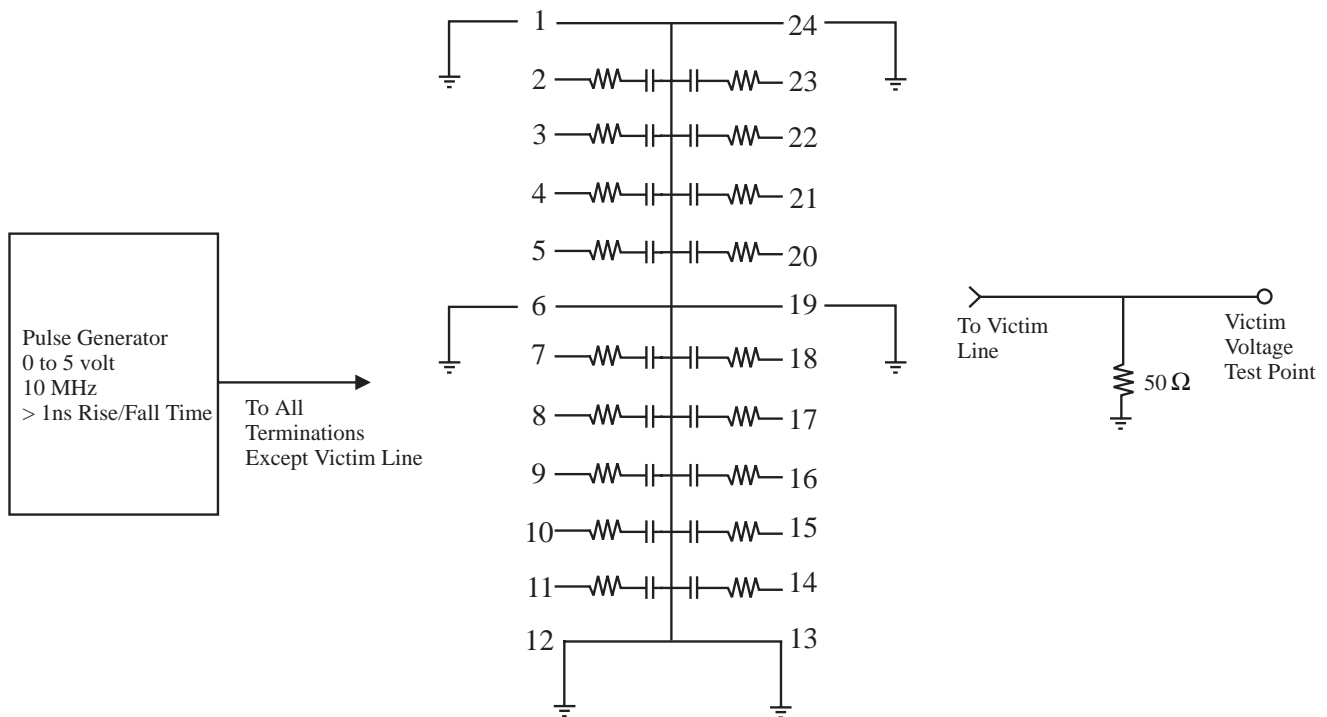 1
24
2
23
3
22
4
21
5
20
6
19
7
18
8
17
9
16
10
15
11
14
12
13
Pulse Generator
0 to 5 volt
10 MHz
> 1ns Rise/Fall Time
To All
Terminations
Except Victim Line
To Victim
Line
50 Ω
Victim
Voltage
Test Point